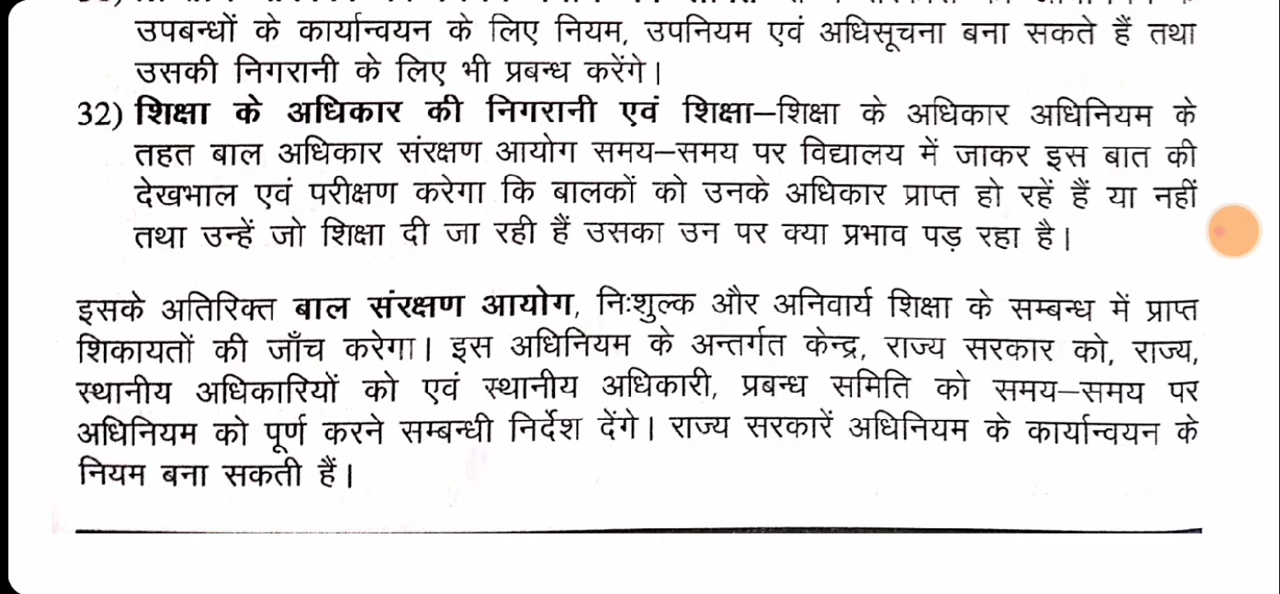 उपबन्धों के कार्यान्वयन के लिए नियम, उपनियम एवं अधिसूचना बना सकते हैं तथा
उसकी निगरानी के लिए भी प्रबन्ध करेंगे।
32) शिक्षा के अधिकार की निगरानी एवं शिक्षा–शिक्षा के अधिकार अधिनियम के
तहत बाल अधिकार संरक्षण आयोग समय–समय पर विद्यालय में जाकर इस बात की
देखभाल एवं परीक्षण करेगा कि बालकों को उनके अधिकार प्राप्त हो रहें हैं या नहीं
तथा उन्हें जो शिक्षा दी जा रही हैं उसका उन पर क्या प्रभाव पड़ रहा है।
इसके अतिरिक्त बाल संरक्षण आयोग, निःशुल्क और अनिवार्य शिक्षा के सम्बन्ध में प्राप्त
शिकायतों की जाँच करेगा। इस अधिनियम के अन्तर्गत केन्द्र, राज्य सरकार को, राज्य,
स्थानीय अधिकारियों को एवं स्थानीय अधिकारी, प्रबन्ध समिति को समय–समय पर
अधिनियम को पूर्ण करने सम्बन्धी निर्देश देंगे। राज्य सरकारें अधिनियम के कार्यान्वयन के
नियम बना सकती हैं।